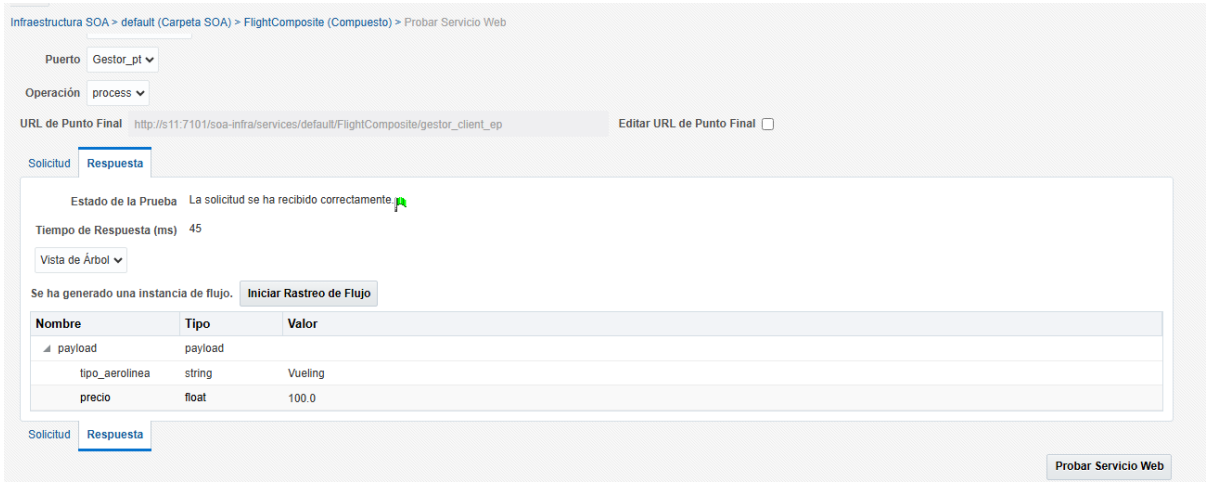 Infraestructura SOA > default (Carpeta SOA) > FlightComposite (Compuesto) > Probar Servicio Web
Puerto Gestor_pt
Operación process
URL de Punto Final http://s11:7101/soa-infra/services/default/FlightComposite/gestor_client_ep Editar URL de Punto Final
Solicitud Respuesta
Estado de la Prueba La solicitud se ha recibido correctamente.
Tiempo de Respuesta (ms) 45
Vista de Árbol
Se ha generado una instancia de flujo. Iniciar Rastreo de Flujo
Nombre Tipo Valor
payload payload
tipo_aerolinea string Vueling
precio float 100.0
Solicitud Respuesta
Probar Servicio Web